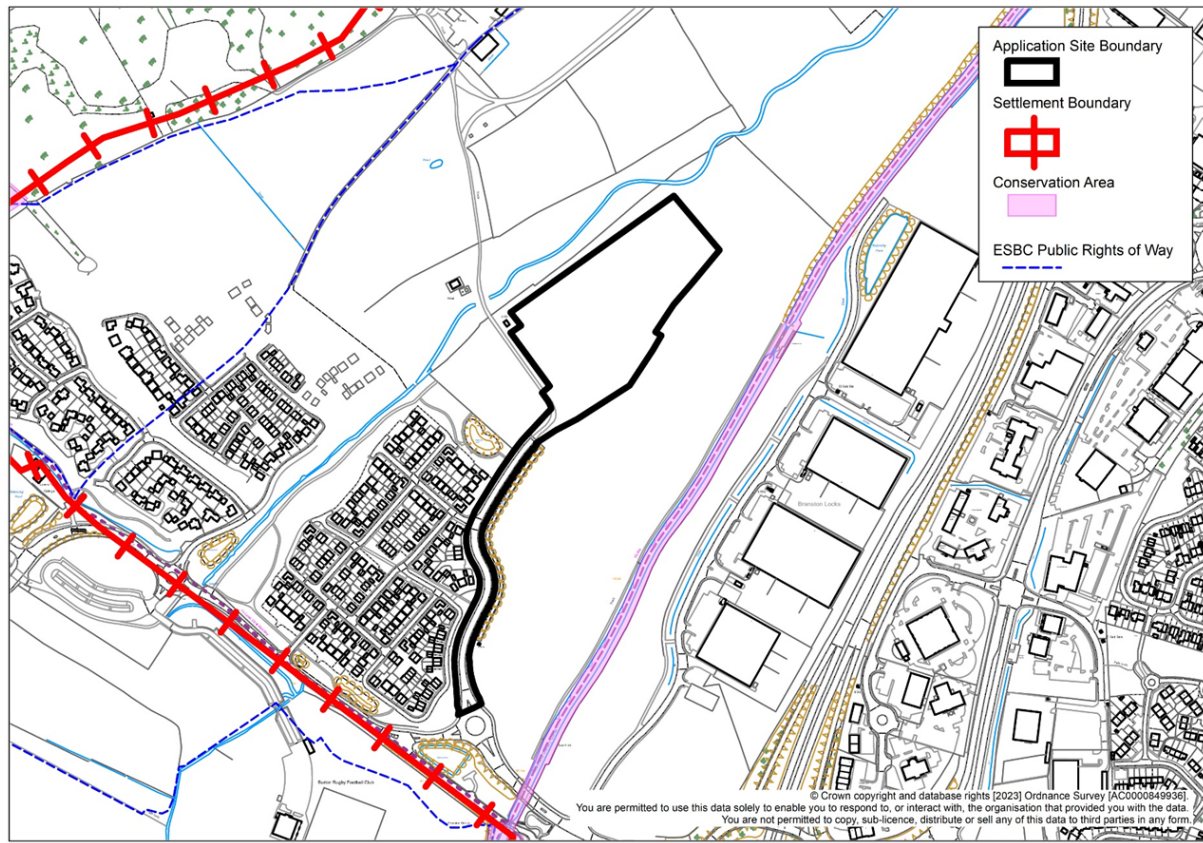 Application Site Boundary
Settlement Boundary
Conservation Area
ESBC Public Rights of Way
Branston Locks
Burton Rugby Football Club
© Crown copyright and database rights [2023] Ordnance Survey [AC0000849936].
You are permitted to use this data solely to enable you to respond to, or interact with, the organisation that provided you with the data.
You are not permitted to copy, sub-licence, distribute or sell any of this data to third parties in any form.